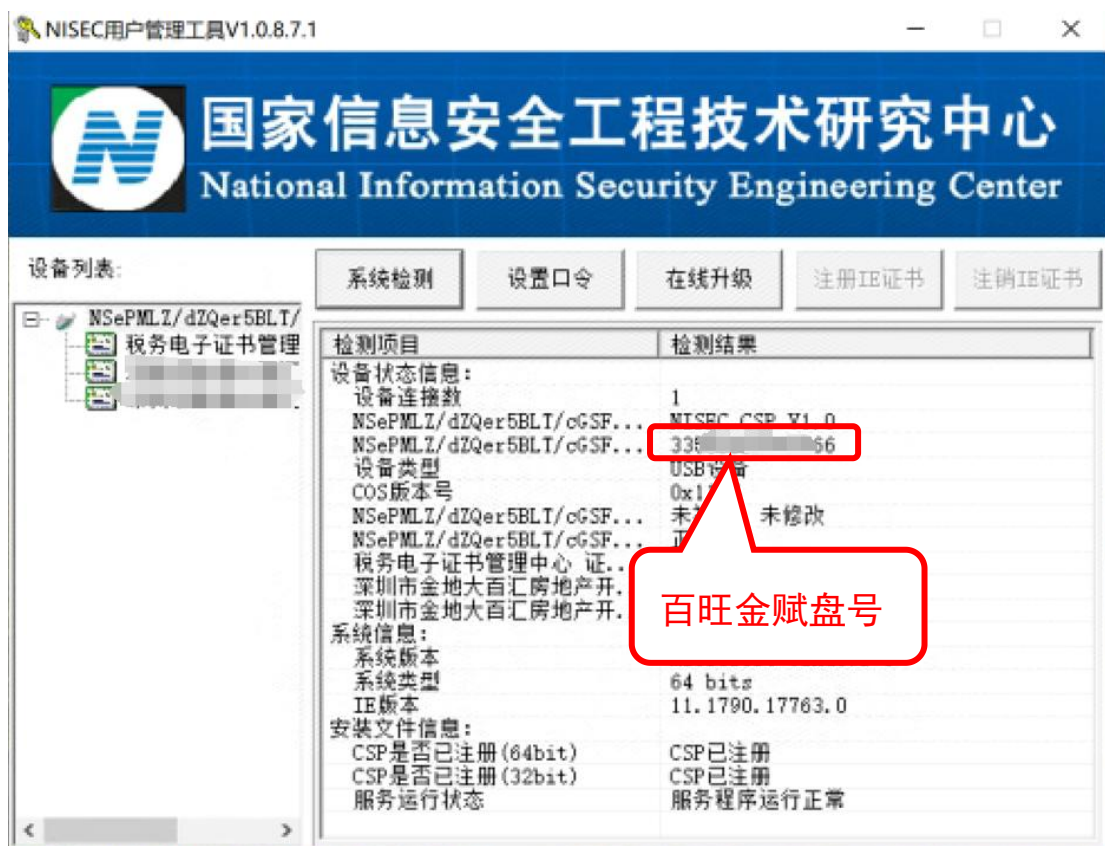 NISEC用户管理工具V1.0.8.7.1
国家信息安全工程技术研究中心
National Information Security Engineering Center
设备列表:
系统检测 设置口令 在线升级 注册IE证书 注销IE证书
NSePMLZ/dZQer5BLT/
税务电子证书管理
检测项目 检测结果
设备状态信息:
设备连接数 1
NSePMLZ/dZQer5BLT/cGSF... NISEC CSP V1.0
NSePMLZ/dZQer5BLT/cGSF... 335 66
设备类型 USB设备
COS版本号 0x1
NSePMLZ/dZQer5BLT/cGSF... 未 未修改
NSePMLZ/dZQer5BLT/cGSF... 正
税务电子证书管理中心 证..
深圳市金地大百汇房地产开.
深圳市金地大百汇房地产开.
百旺金赋盘号
系统信息:
系统版本
系统类型 64 bits
IE版本 11.1790.17763.0
安装文件信息:
CSP是否已注册(64bit) CSP已注册
CSP是否已注册(32bit) CSP已注册
服务运行状态 服务程序运行正常